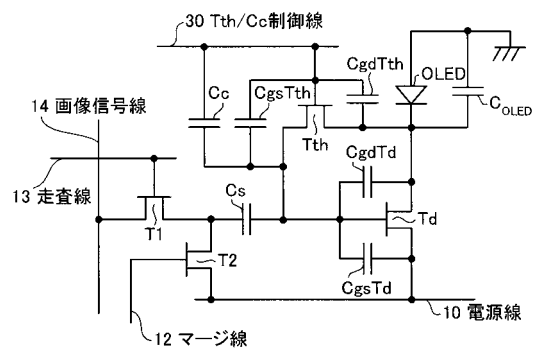 30 Tth/Cc制御線
CgdTth
OLED
Cc
CgsTth
COLED
14 画像信号線
Tth
CgdTd
13 走査線
Cs
Td
T1
T2
CgsTd
10 電源線
12 マージ線